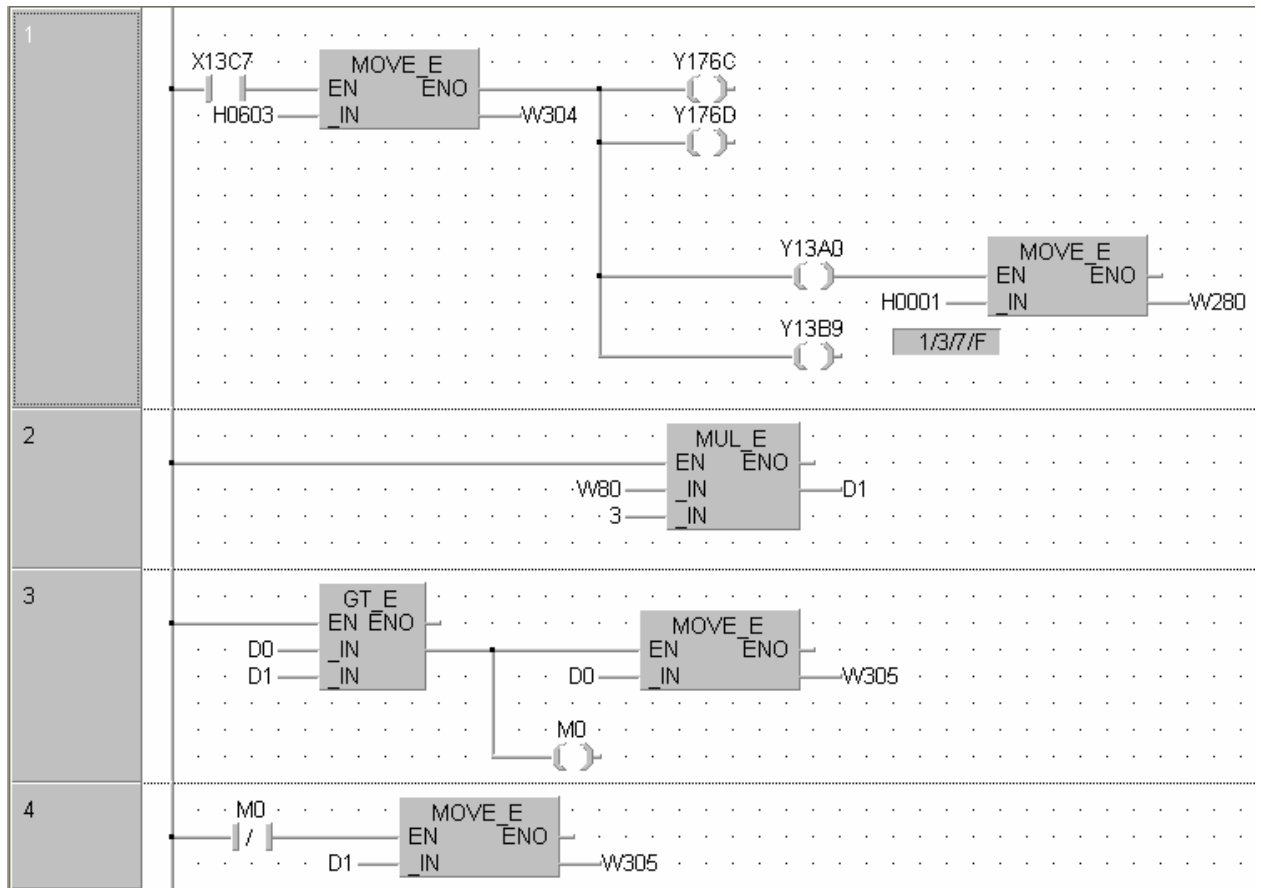 1
X13C7 MOVE_E Y176C
EN ENO
H0603 _IN W304 Y176D
Y13A0 MOVE_E
EN ENO
H0001 _IN W280
Y13B9 1/3/7/F
2
MUL_E
EN ENO
W80 _IN D1
3 _IN
3
GT_E
EN ENO MOVE_E
D0 _IN EN ENO
D1 _IN D0 _IN W305
M0
4
M0 MOVE_E
/ EN ENO
D1 _IN W305